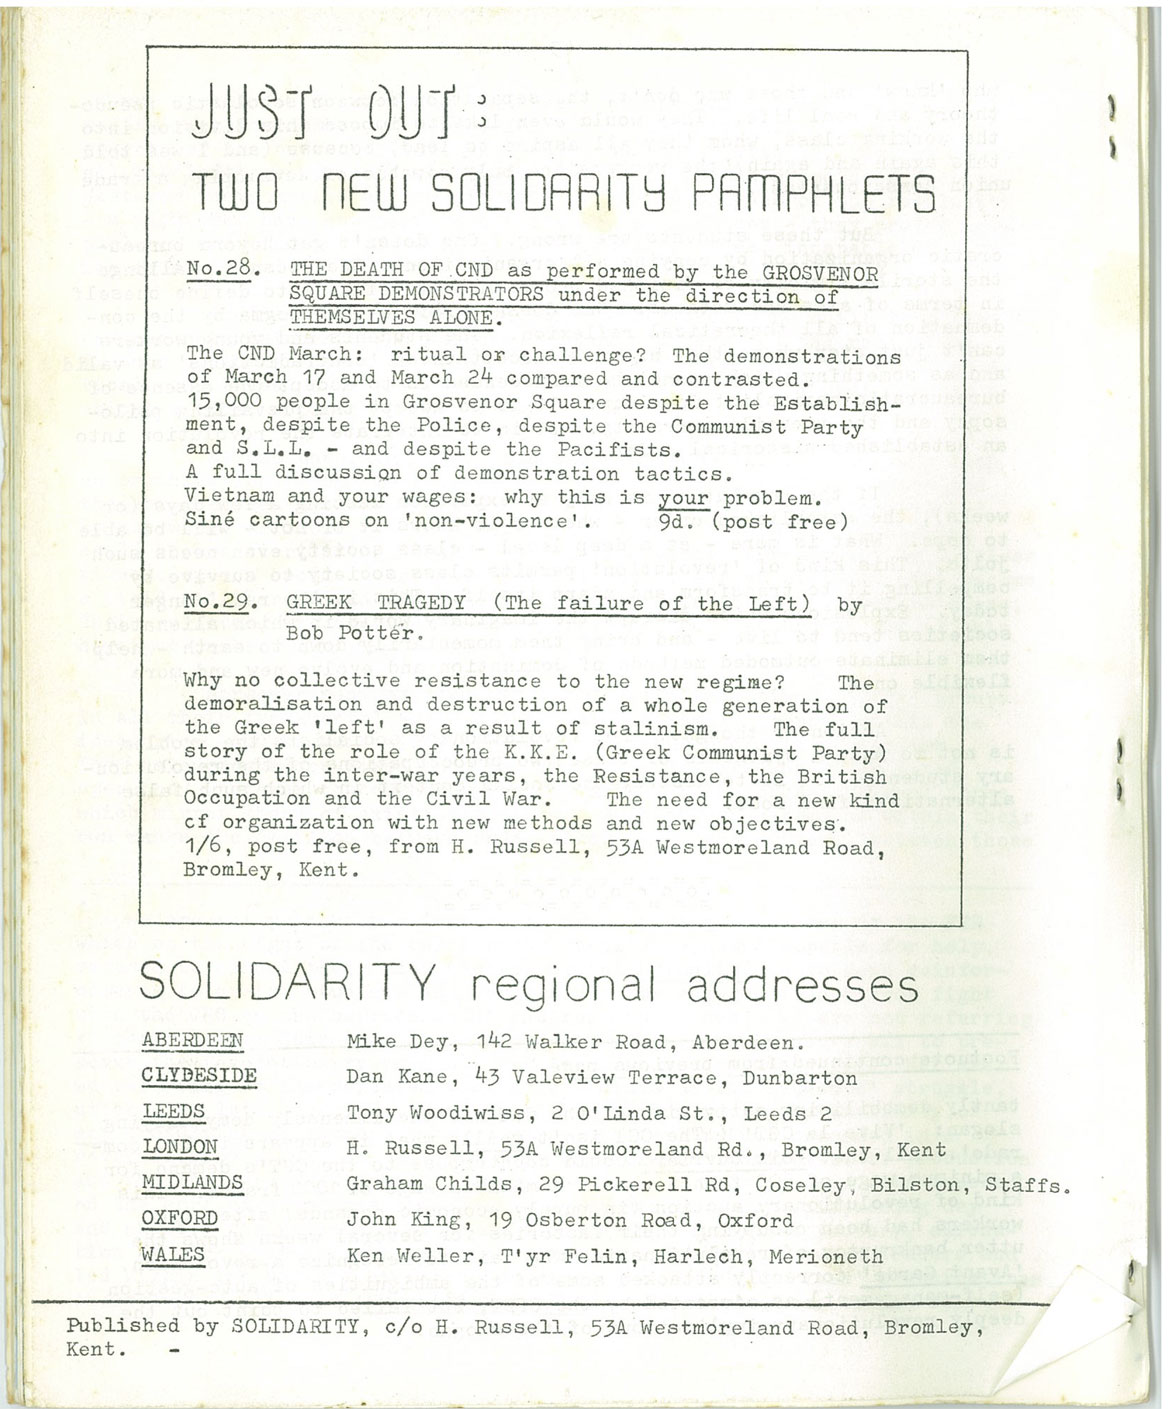 JUST OUT:
TWO NEW SOLIDARITY PAMPHLETS
No.28. THE DEATH OF CND as performed by the GROSVENOR
SQUARE DEMONSTRATORS under the direction of
THEMSELVES ALONE.
The CND March: ritual or challenge? The demonstrations
of March 17 and March 24 compared and contrasted.
15,000 people in Grosvenor Square despite the Establish-
ment, despite the Police, despite the Communist Party
and S.L.L. - and despite the Pacifists.
A full discussion of demonstration tactics.
Vietnam and your wages: why this is your problem.
Siné cartoons on 'non-violence'. 9d. (post free)
No.29. GREEK TRAGEDY (The failure of the Left) by
Bob Potter.
Why no collective resistance to the new regime? The
demoralisation and destruction of a whole generation of
the Greek 'left' as a result of stalinism. The full
story of the role of the K.K.E. (Greek Communist Party)
during the inter-war years, the Resistance, the British
Occupation and the Civil War. The need for a new kind
cf organization with new methods and new objectives.
1/6, post free, from H. Russell, 53A Westmoreland Road,
Bromley, Kent.
SOLIDARITY regional addresses
ABERDEEN Mike Dey, 142 Walker Road, Aberdeen.
CLYDESIDE Dan Kane, 43 Valeview Terrace, Dunbarton
LEEDS Tony Woodiwiss, 2 O'Linda St., Leeds
LONDON H. Russell, 53A Westmoreland Rd., Bromley, Kent
MIDLANDS Graham Childs, 29 Pickerell Rd, Coseley, Bilston, Staffs.
OXFORD John King, 19 Osberton Road, Oxford
WALES Ken Weller, T'yr Felin, Harlech, Merioneth
Published by SOLIDARITY, c/o H. Russell, 53A Westmoreland Road, Bromley,
Kent. -